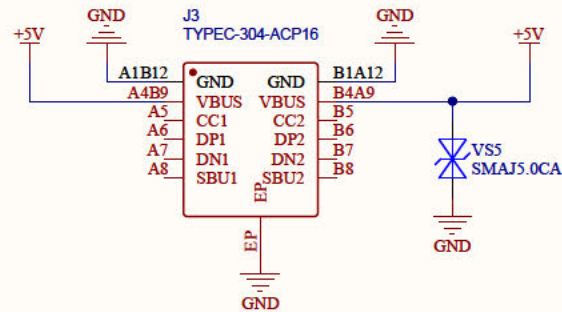 J3
TYPEC-304-ACP16
GND
GND
+5V
+5V
A1B12
GND
GND
B1A12
A4B9
VBUS
VBUS
B4A9
A5
CC1
CC2
B5
A6
DP1
DP2
B6
A7
DN1
DN2
B7
A8
SBU1
SBU2
B8
EP
EP
VS5
SMAJ5.0CA
GND
GND